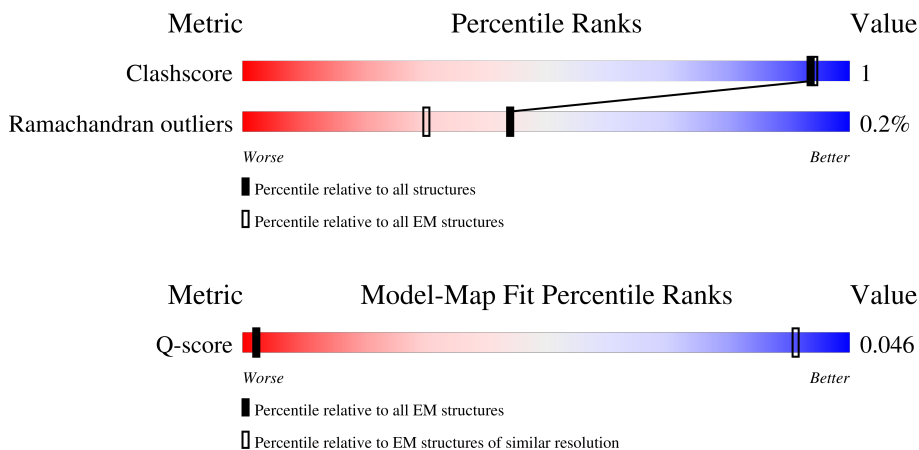 Metric Percentile Ranks Value
Clashscore 1
Ramachandran outliers 0.2%
Worse Better
Percentile relative to all structures
Percentile relative to all EM structures
Metric Model-Map Fit Percentile Ranks Value
Q-score 0.046
Worse Better
Percentile relative to all EM structures
Percentile relative to EM structures of similar resolution